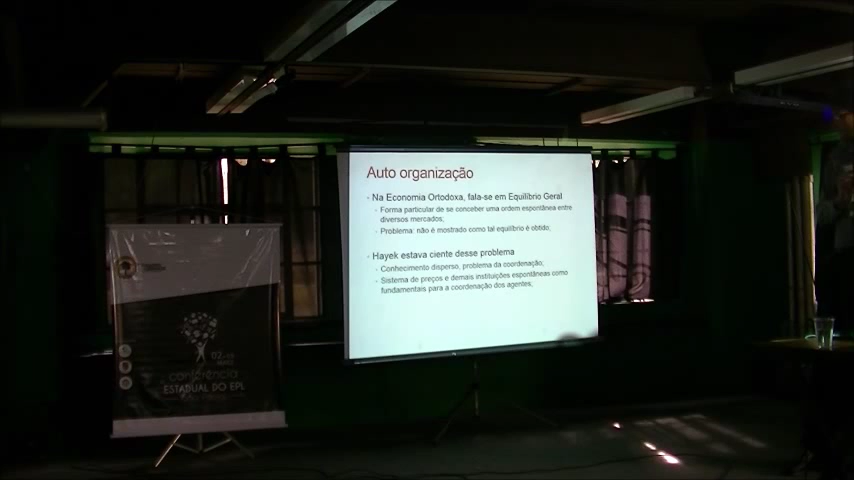 Auto organização
Na Economia Ortodoxa, fala-se em Equilíbrio Geral
Forma particular de se conceber uma ordem espontânea entre
diversos mercados;
Problema: não é mostrado como tal equilíbrio é obtido;
Hayek estava ciente desse problema
Conhecimento disperso, problema da coordenação;
Sistema de preços e demais instituições espontâneas como
fundamentais para a coordenação dos agentes;
02
conferência
ESTADUAL DO EPL